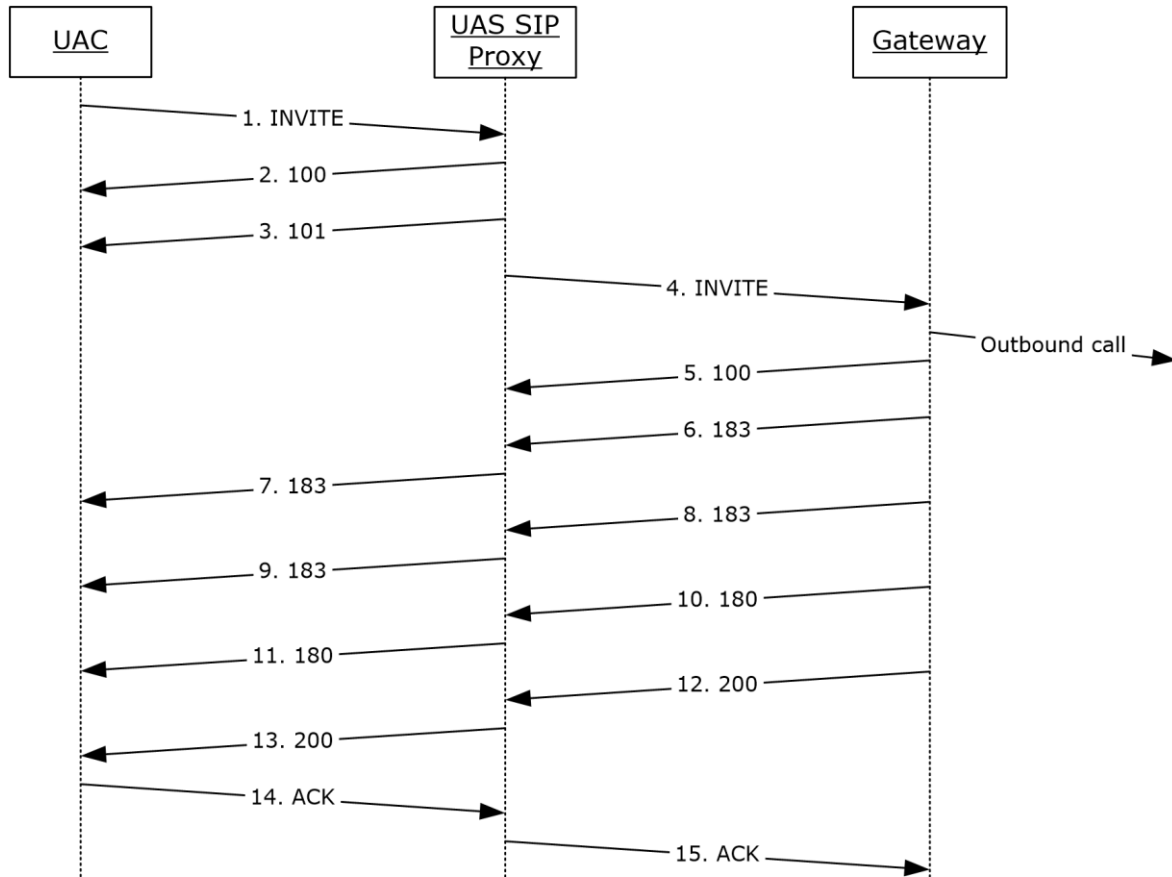 UAC
UAS SIP
Proxy
Gateway
1. INVITE
2. 100
3. 101
4. INVITE
Outbound call
5. 100
6. 183
7. 183
8. 183
9. 183
10. 180
11. 180
12. 200
13. 200
14. ACK
15. ACK